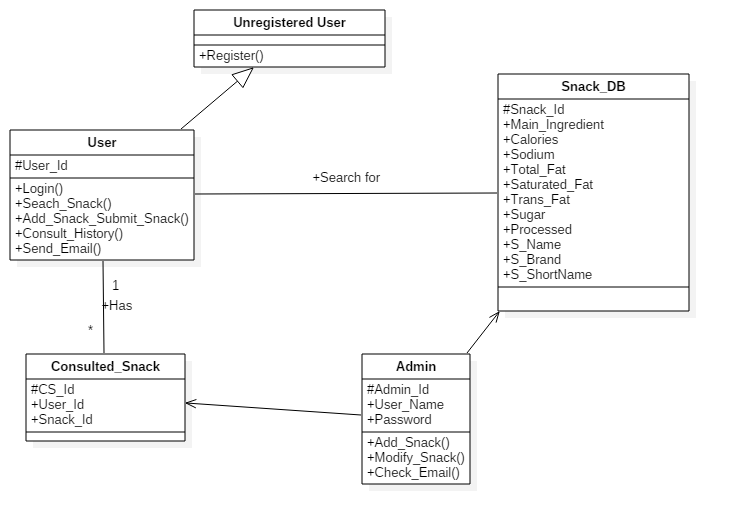 Unregistered User
+Register()
User
#User_Id
+Login()
+Seach_Snack()
+Add_Snack_Submit_Snack()
+Consult_History()
+Send_Email()
+Search for
Snack_DB
#Snack_Id
+Main_Ingredient
+Calories
+Sodium
+Total_Fat
+Saturated_Fat
+Trans_Fat
+Sugar
+Processed
+S_Name
+S_Brand
+S_ShortName
1
+Has
*
Consulted_Snack
#CS_Id
+User_Id
+Snack_Id
Admin
#Admin_Id
+User_Name
+Password
+Add_Snack()
+Modify_Snack()
+Check_Email()